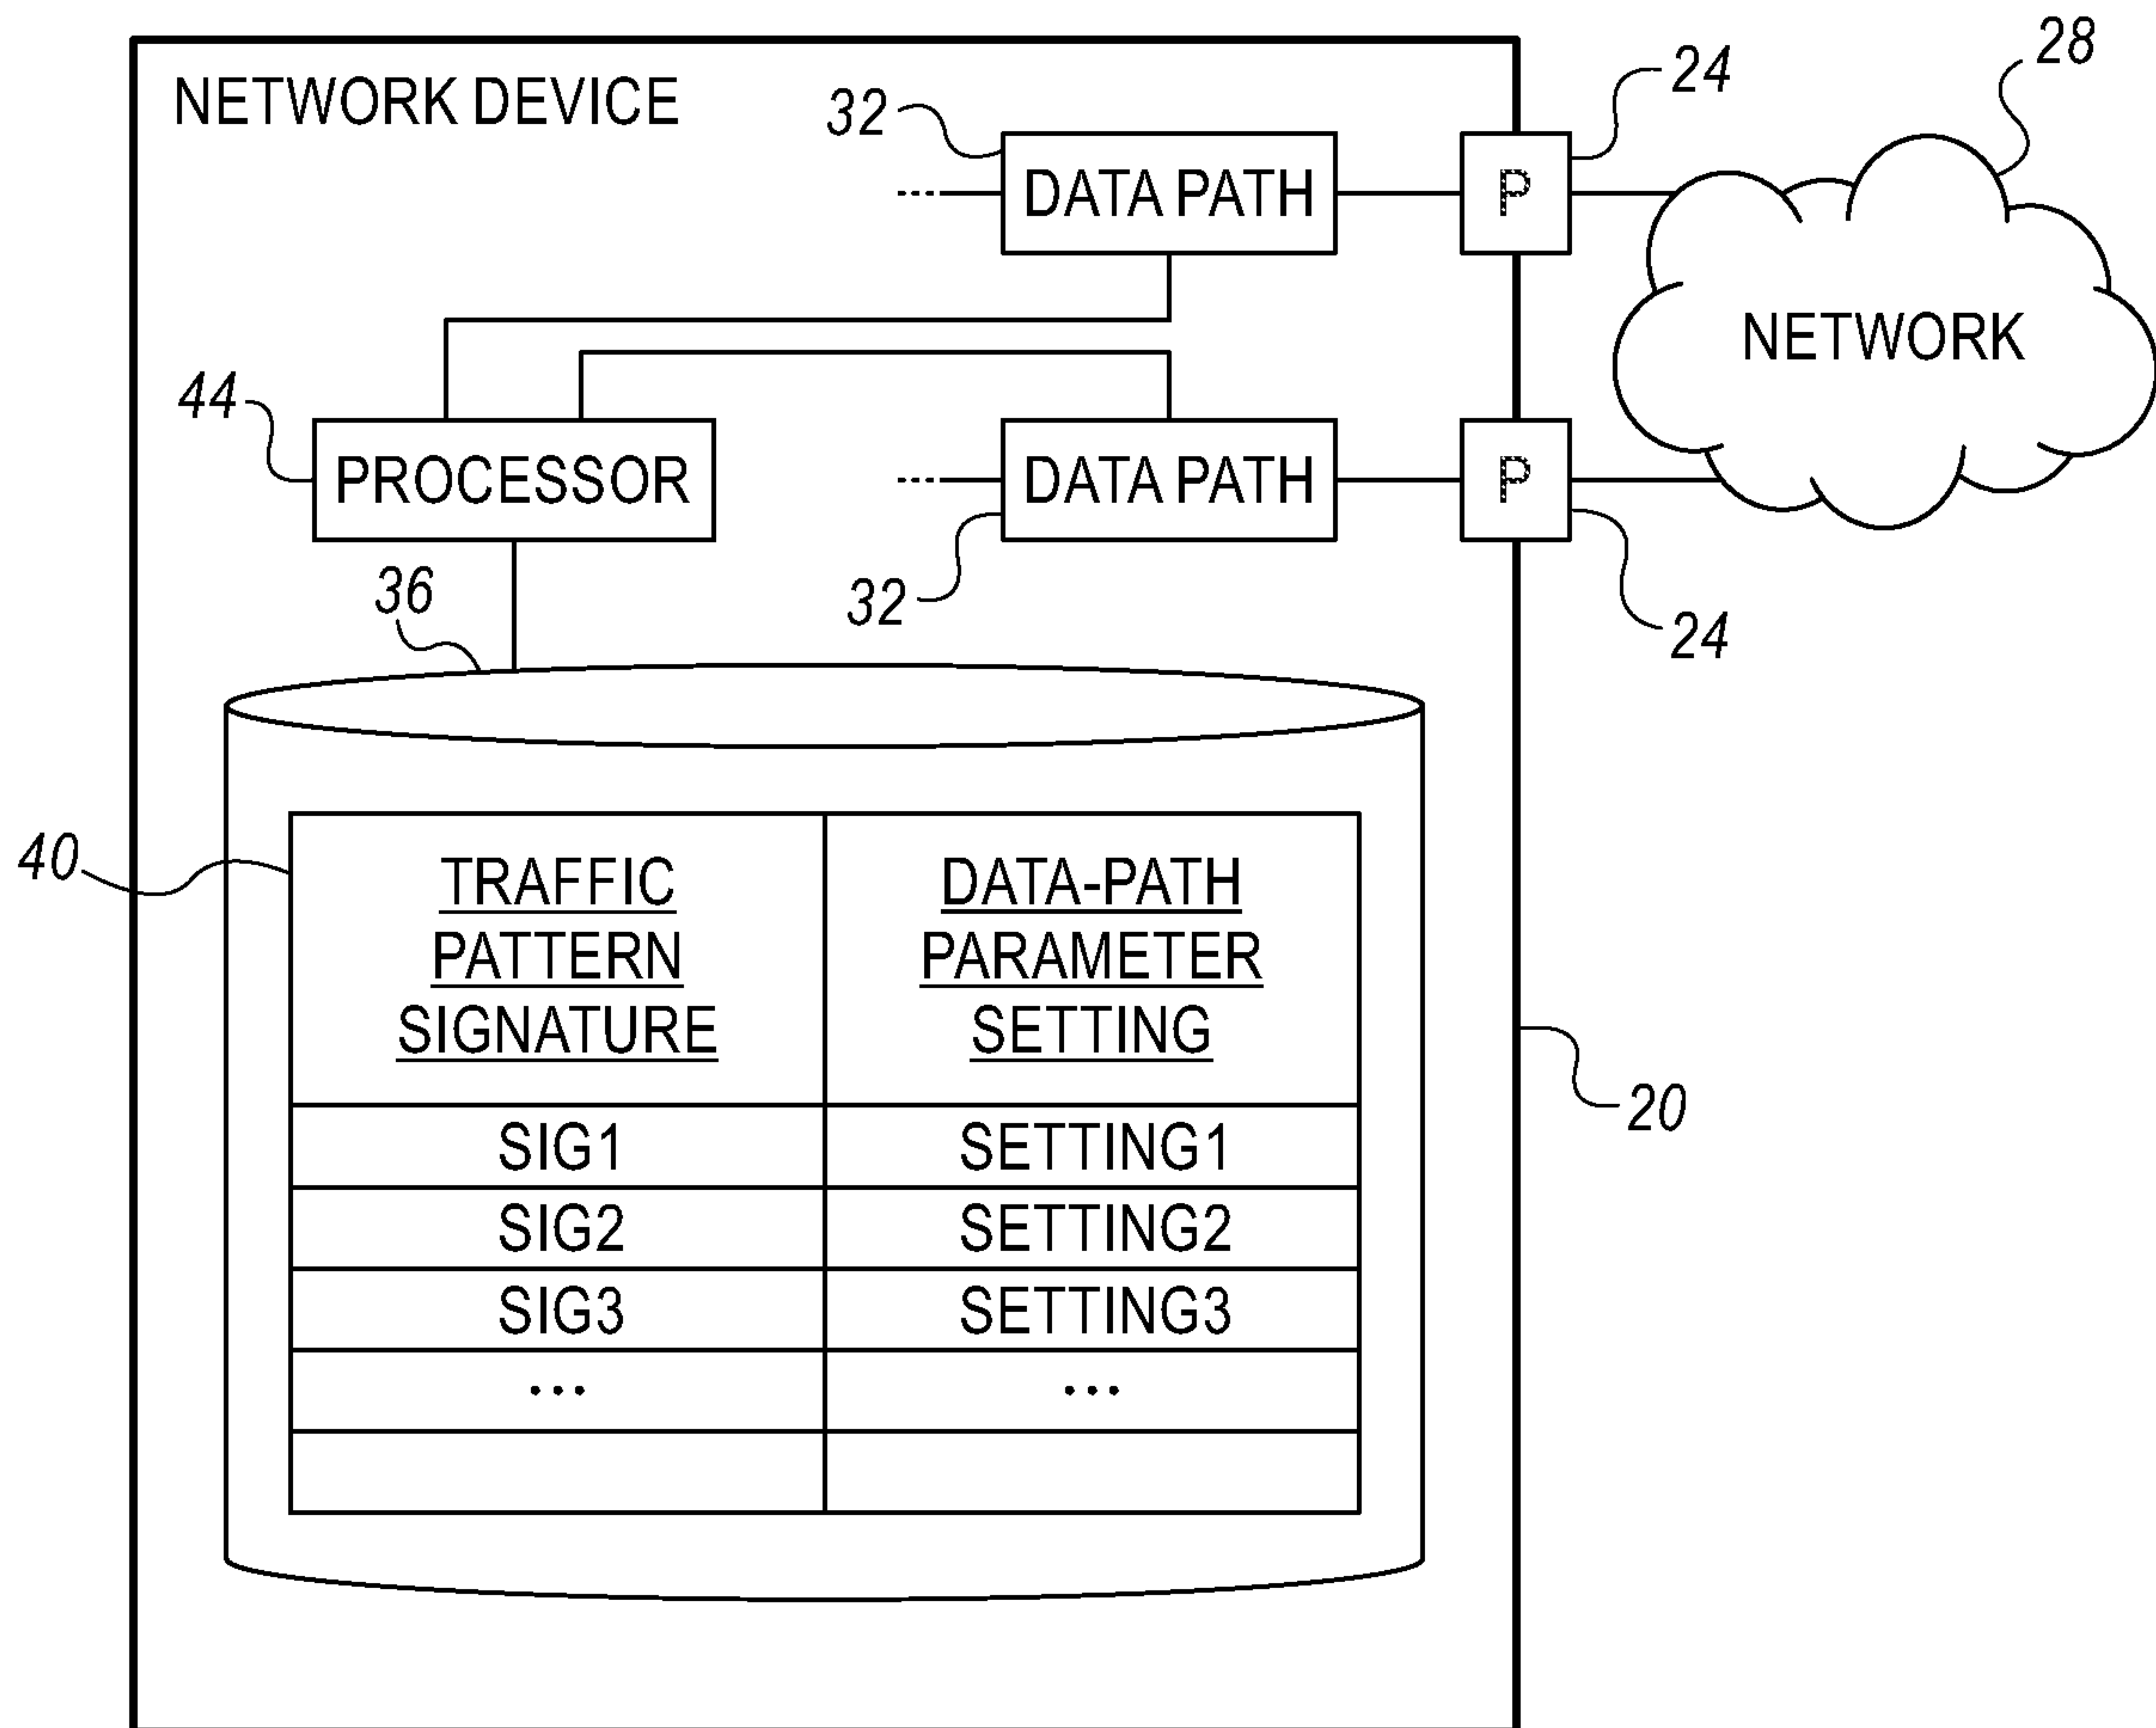 28
24
NETWORK DEVICE
32
DATA PATH
P
NETWORK
44
PROCESSOR
DATA PATH
P
36
32
24
40
TRAFFIC
PATTERN
SIGNATURE
DATA-PATH
PARAMETER
SETTING
20
SIG1
SETTING1
SIG2
SETTING2
SIG3
SETTING3
...
...